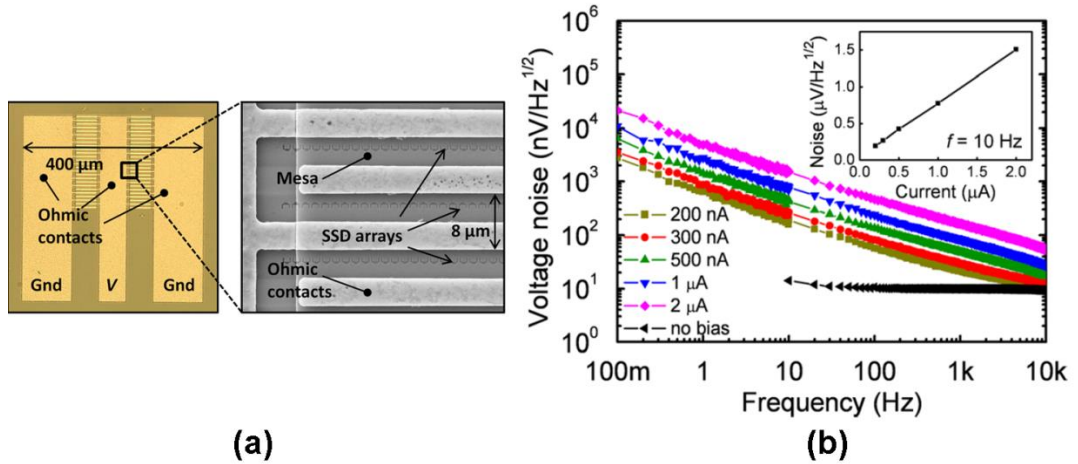 400 μm
Ohmic
contacts
Gnd
V
Gnd
Mesa
SSD arrays
8 μm
Ohmic
contacts
(a)
Voltage noise (nV/Hz^1/2)
10^6
10^5
10^4
10^3
10^2
10^1
10^0
200 nA
300 nA
500 nA
1 μA
2 μA
no bias
100m 1 10 100 1k 10k
Frequency (Hz)
Noise (μV/Hz^1/2)
1.5
1.0
0.5
0.0
f = 10 Hz
0.0 0.5 1.0 1.5 2.0
Current (μA)
(b)